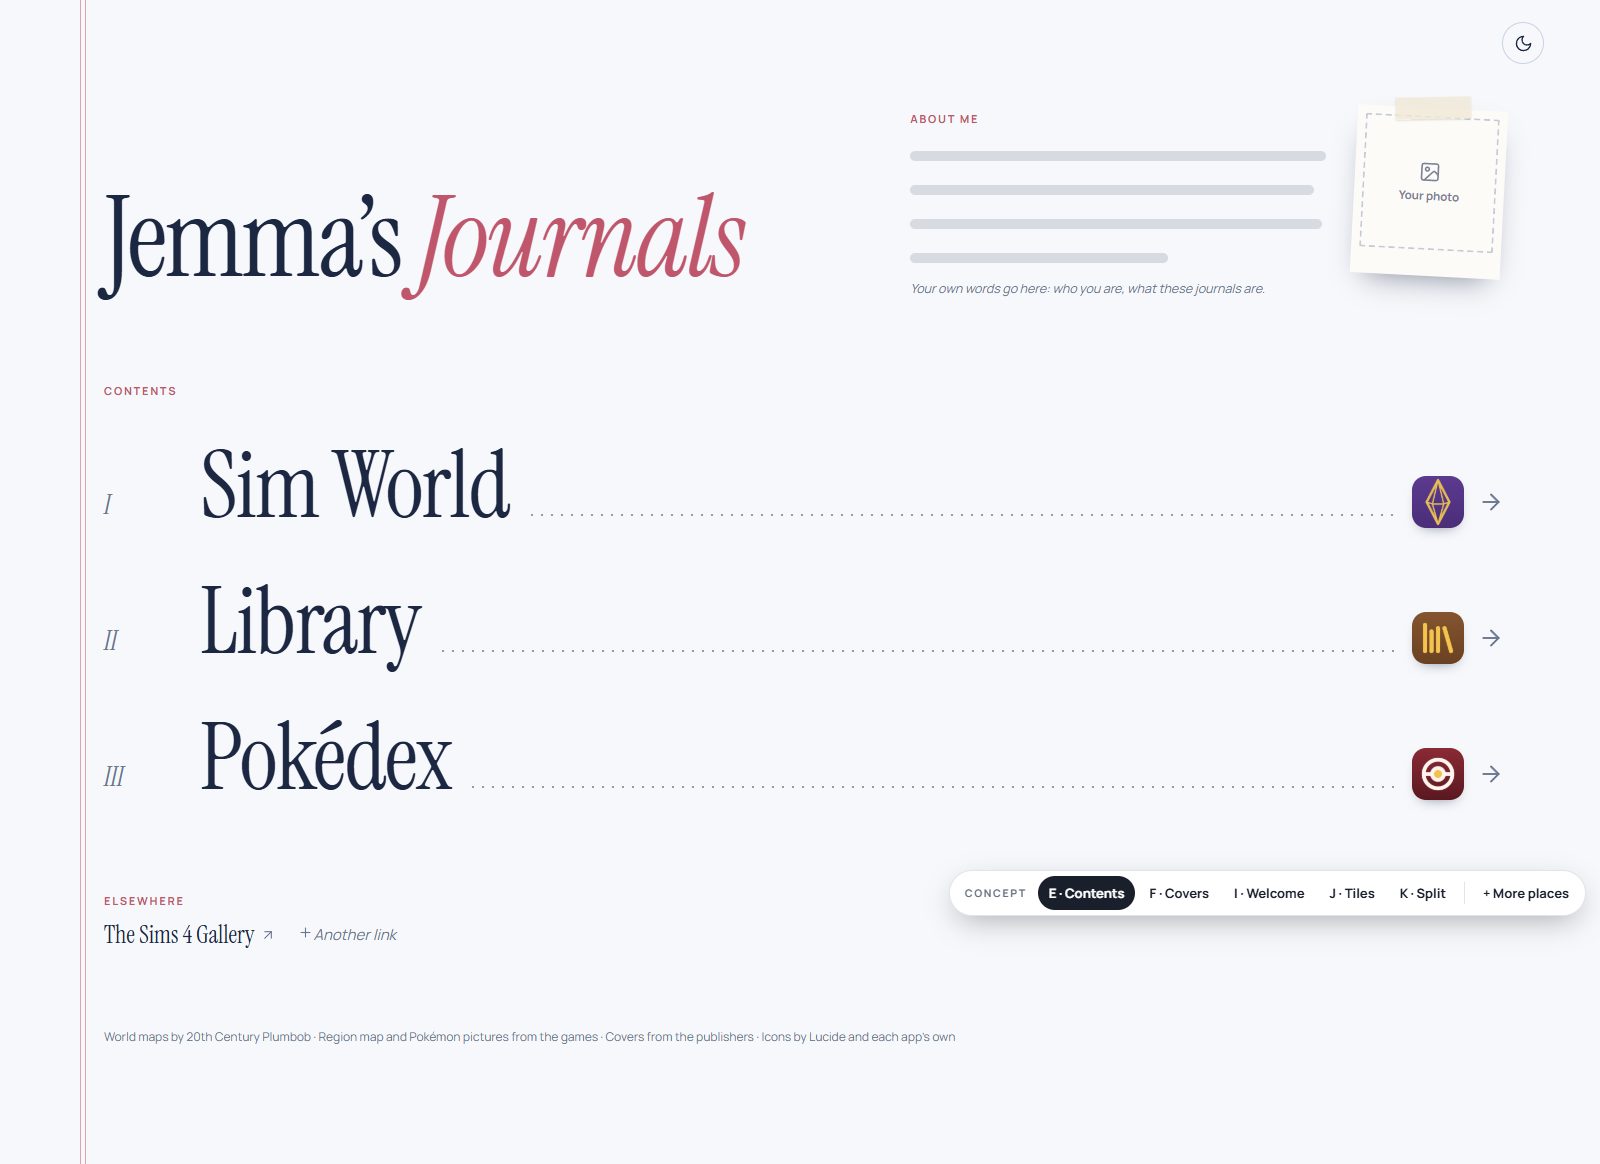 ABOUT ME
Your photo
Jemma’s Journals
Your own words go here: who you are, what these journals are.
CONTENTS
I
Sim World
II
Library
III
Pokédex
CONCEPT E · Contents F · Covers I · Welcome J · Tiles K · Split + More places
ELSEWHERE
The Sims 4 Gallery + Another link
World maps by 20th Century Plumbob · Region map and Pokémon pictures from the games · Covers from the publishers · Icons by Lucide and each app’s own